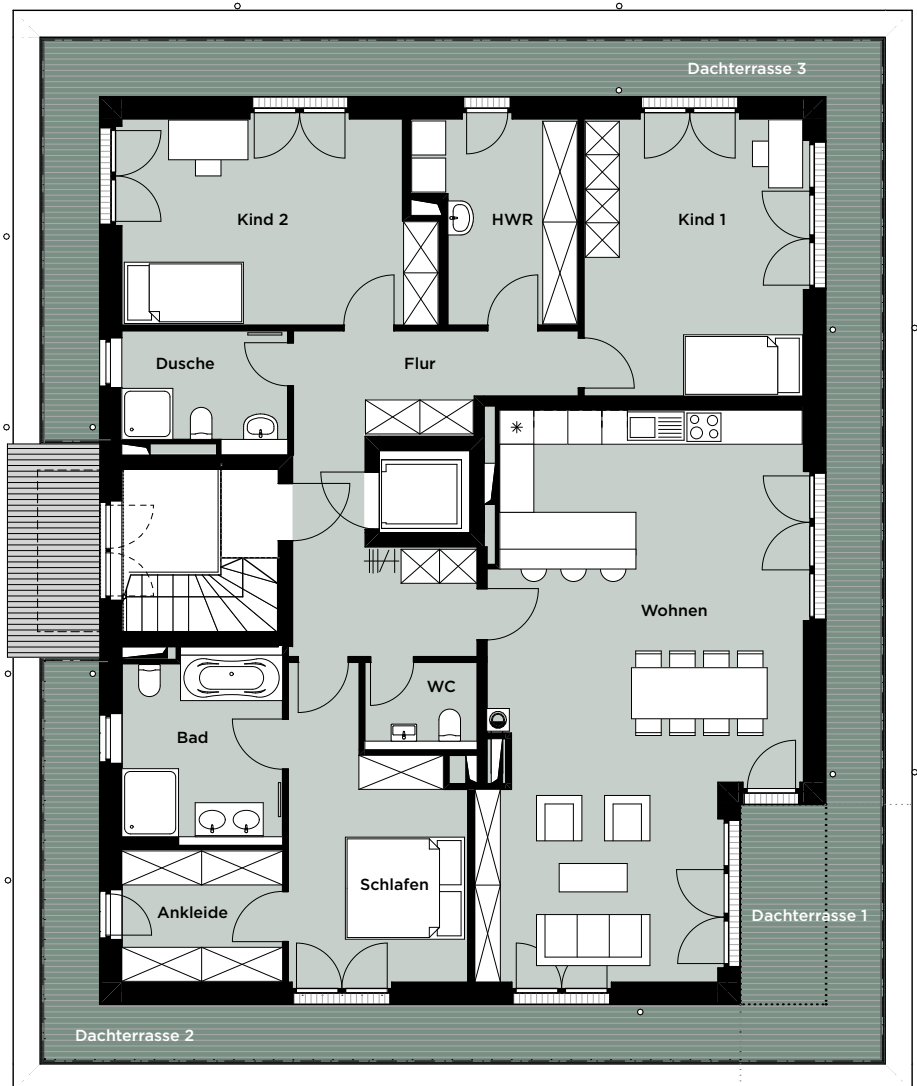 Dachterrasse 3
Kind 2
HWR
Kind 1
Dusche
Flur
Wohnen
WC
Bad
Schlafen
Ankleide
Dachterrasse 1
Dachterrasse 2